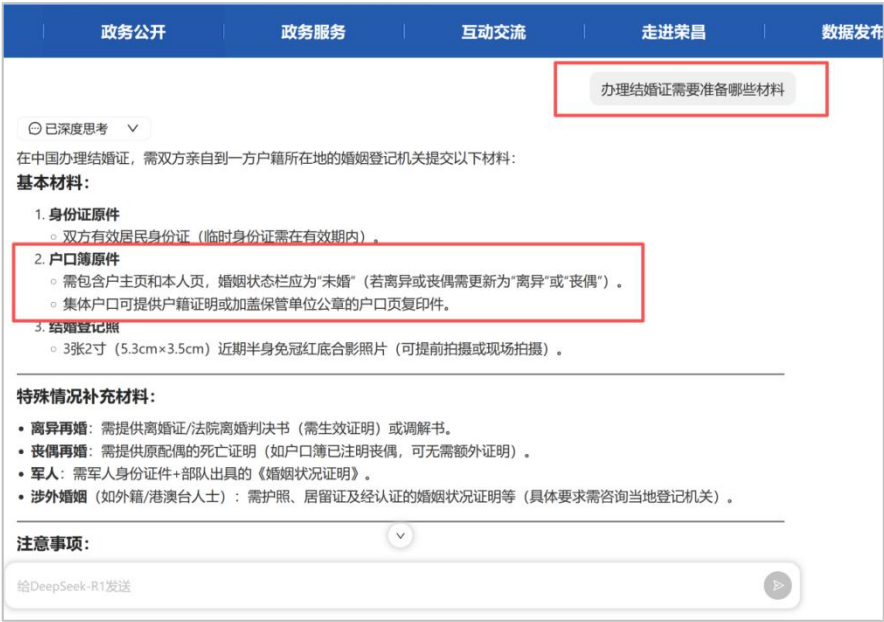 政务公开 政务服务 互动交流 走进荣昌 数据发布
办理结婚证需要准备哪些材料
已深度思考
在中国办理结婚证，需双方亲自到一方户籍所在地的婚姻登记机关提交以下材料：
基本材料：
1. 身份证原件
◦ 双方有效居民身份证（临时身份证需在有效期内）。
2. 户口簿原件
◦ 需包含户主页和本人页，婚姻状态栏应为“未婚”（若离异或丧偶需更新为“离异”或“丧偶”）。
◦ 集体户口可提供户籍证明或加盖保管单位公章的户口页复印件。
3. 结婚登记照
◦ 3张2寸（5.3cm×3.5cm）近期半身免冠红底合影照片（可提前拍摄或现场拍摄）。
特殊情况补充材料：
• 离异再婚：需提供离婚证/法院离婚判决书（需生效证明）或调解书。
• 丧偶再婚：需提供原配偶的死亡证明（如户口簿已注明丧偶，可无需额外证明）。
• 军人：需军人身份证件+部队出具的《婚姻状况证明》。
• 涉外婚姻（如外籍/港澳台人士）：需护照、居留证及经认证的婚姻状况证明等（具体要求需咨询当地登记机关）。
注意事项：
给DeepSeek-R1发送